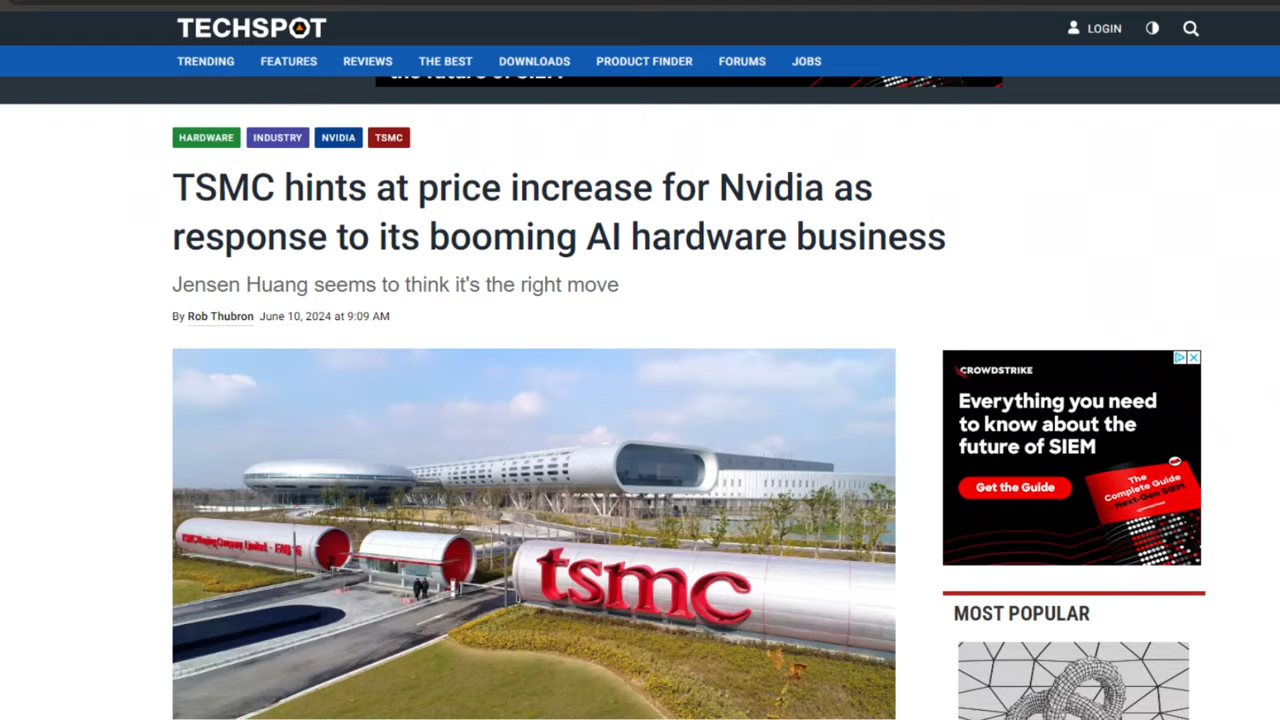 TECHSPOT
LOGIN
TRENDING FEATURES REVIEWS THE BEST DOWNLOADS PRODUCT FINDER FORUMS JOBS
the future of SIEM
HARDWARE INDUSTRY NVIDIA TSMC
TSMC hints at price increase for Nvidia as
response to its booming AI hardware business
Jensen Huang seems to think it's the right move
By Rob Thubron June 10, 2024 at 9:09 AM
tsmc
CROWDSTRIKE
Everything you need
to know about the
future of SIEM
Get the Guide
The
Complete Guide
Next-Gen SIEM
MOST POPULAR